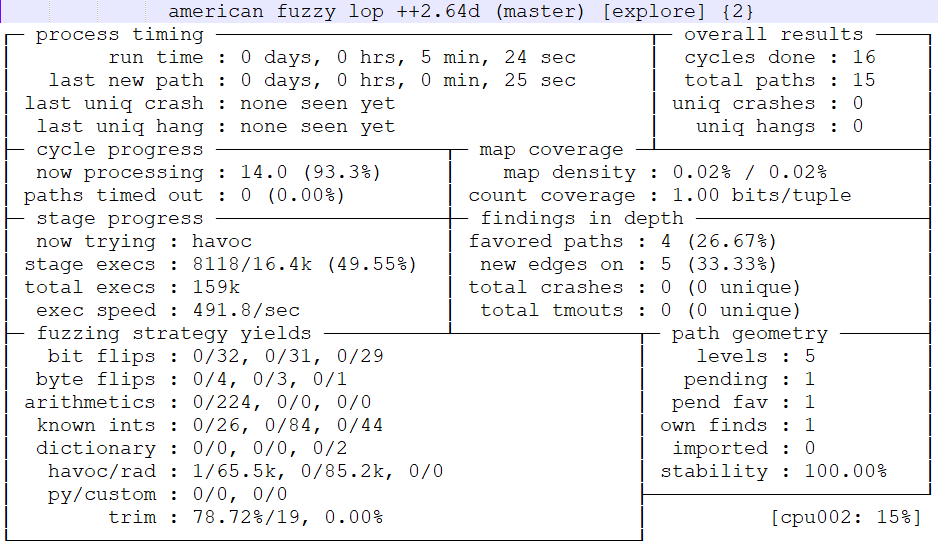 american fuzzy lop ++2.64d (master) [explore] {2}
process timing overall results
run time : 0 days, 0 hrs, 5 min, 24 sec cycles done : 16
last new path : 0 days, 0 hrs, 0 min, 25 sec total paths : 15
last uniq crash : none seen yet uniq crashes : 0
last uniq hang : none seen yet uniq hangs : 0
cycle progress map coverage
now processing : 14.0 (93.3%) map density : 0.02% / 0.02%
paths timed out : 0 (0.00%) count coverage : 1.00 bits/tuple
stage progress findings in depth
now trying : havoc favored paths : 4 (26.67%)
stage execs : 8118/16.4k (49.55%) new edges on : 5 (33.33%)
total execs : 159k total crashes : 0 (0 unique)
exec speed : 491.8/sec total tmouts : 0 (0 unique)
fuzzing strategy yields path geometry
bit flips : 0/32, 0/31, 0/29 levels : 5
byte flips : 0/4, 0/3, 0/1 pending : 1
arithmetics : 0/224, 0/0, 0/0 pend fav : 1
known ints : 0/26, 0/84, 0/44 own finds : 1
dictionary : 0/0, 0/0, 0/2 imported : 0
havoc/rad : 1/65.5k, 0/85.2k, 0/0 stability : 100.00%
py/custom : 0/0, 0/0
trim : 78.72%/19, 0.00% [cpu002: 15%]